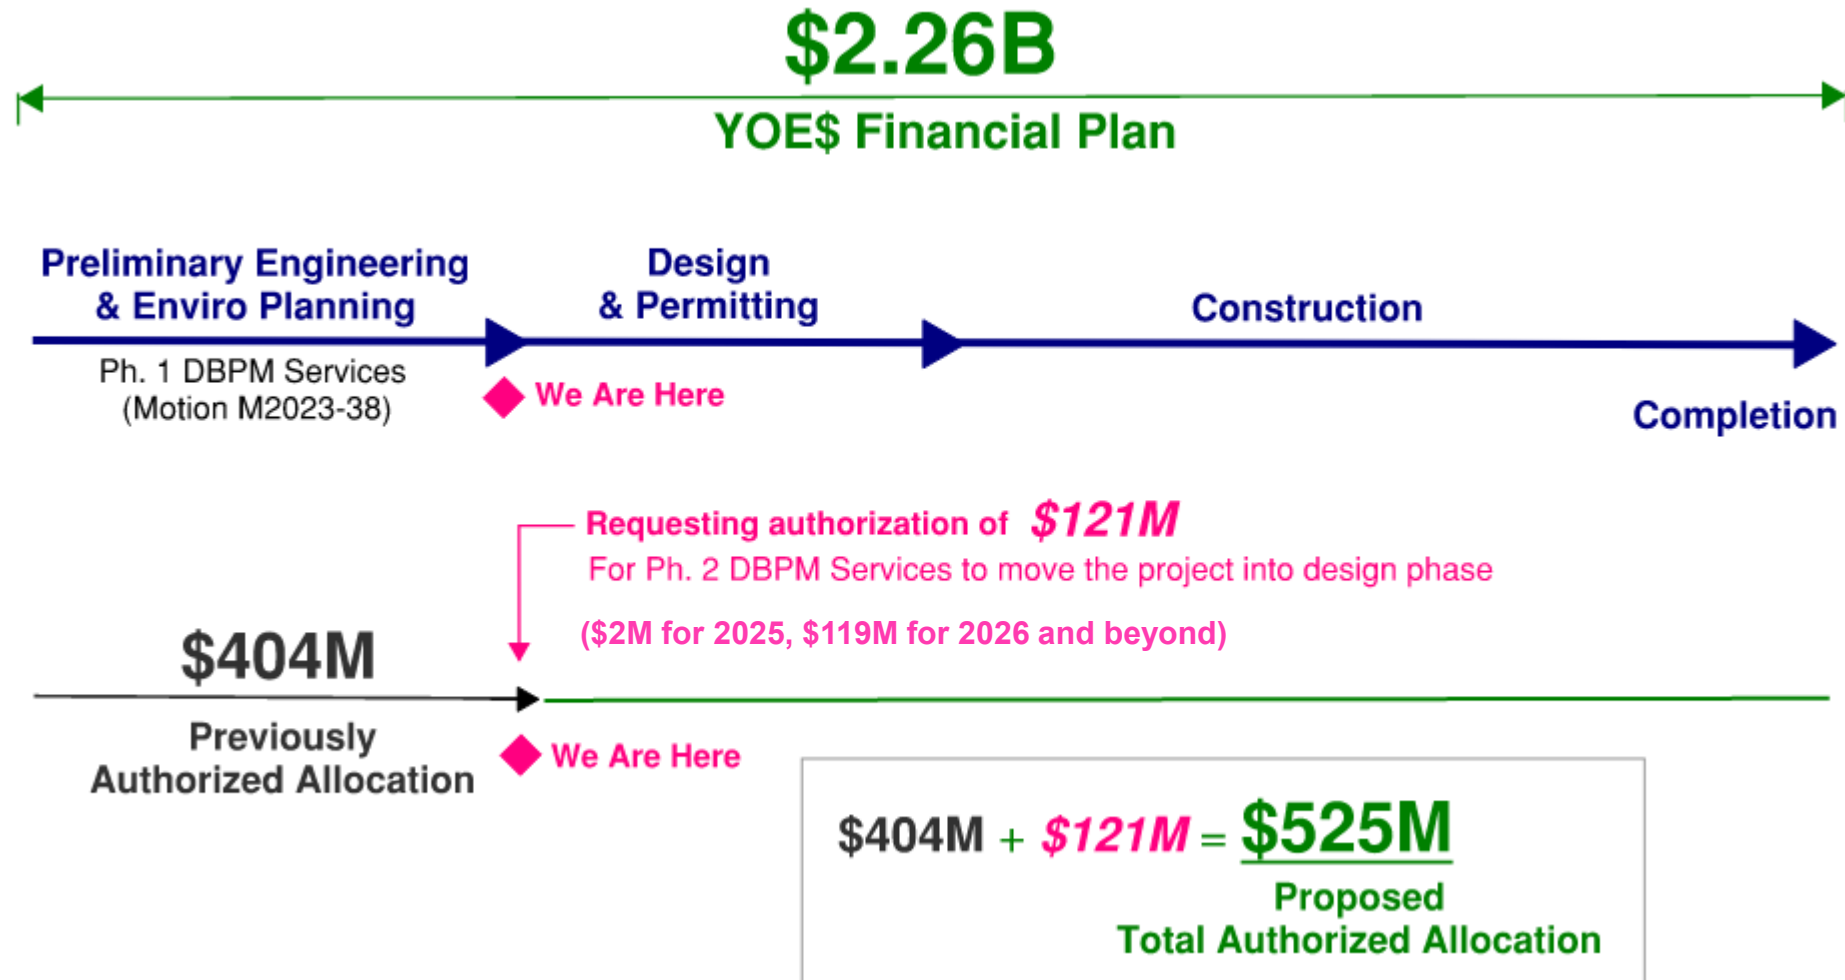 $2.26B
YOE$ Financial Plan
Preliminary Engineering
& Enviro Planning
Design
& Permitting
Construction
Ph. 1 DBPM Services
(Motion M2023-38)
We Are Here
Completion
Requesting authorization of $121M
For Ph. 2 DBPM Services to move the project into design phase
($2M for 2025, $119M for 2026 and beyond)
$404M
Previously
Authorized Allocation
We Are Here
$404M + $121M = $525M
Proposed
Total Authorized Allocation